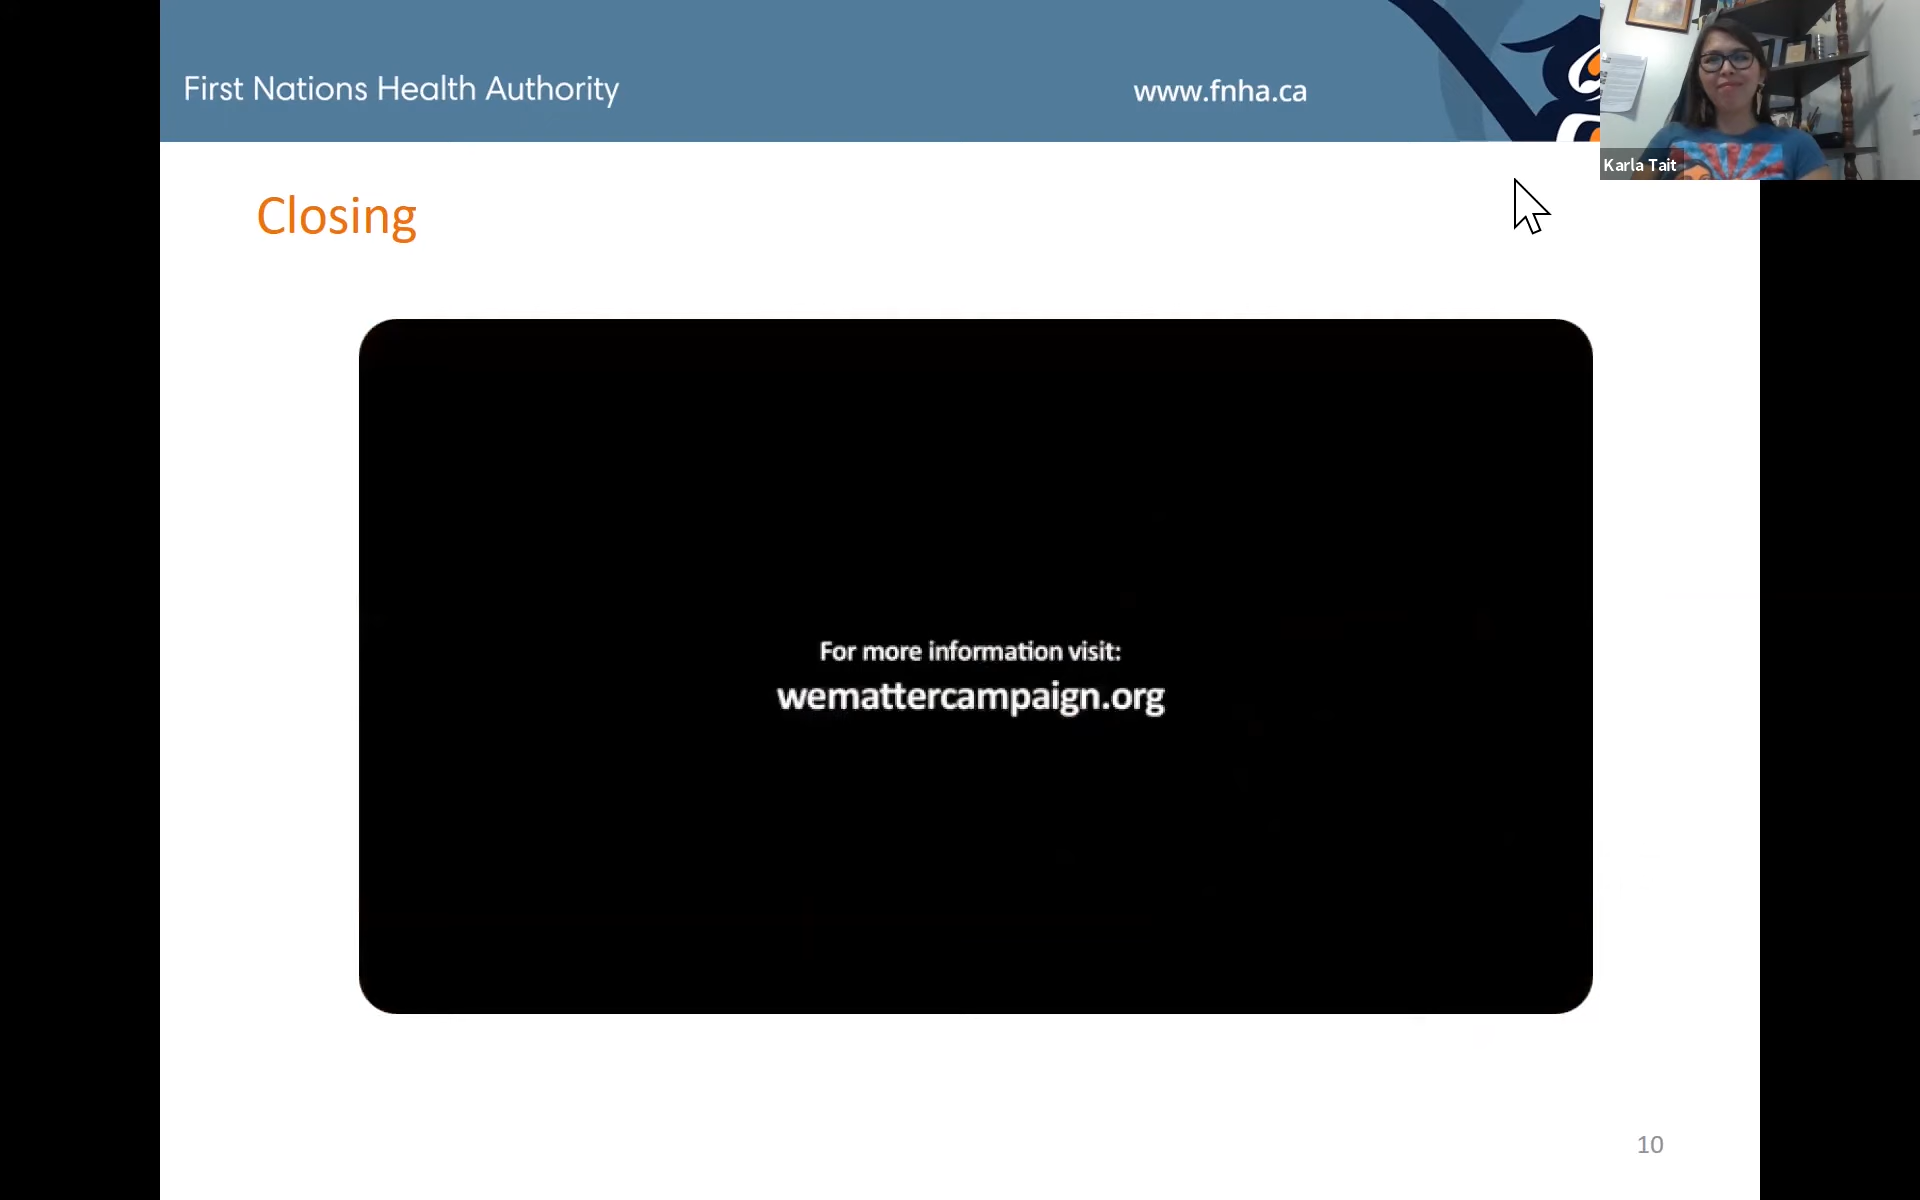 First Nations Health Authority
www.fnha.ca
Karla Tait
Closing
For more information visit:
wemattercampaign.org
10